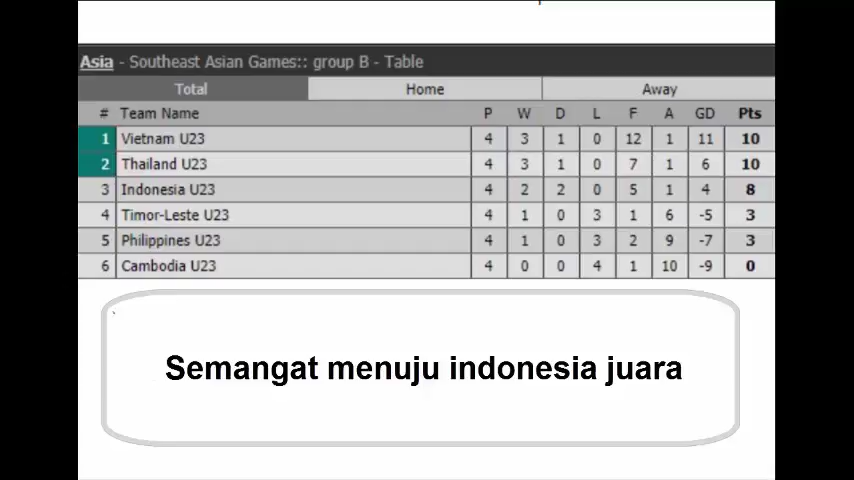 Asia - Southeast Asian Games:: group B - Table
Total Home Away
# Team Name P W D L F A GD Pts
1 Vietnam U23 4 3 1 0 12 1 11 10
2 Thailand U23 4 3 1 0 7 1 6 10
3 Indonesia U23 4 2 2 0 5 1 4 8
4 Timor-Leste U23 4 1 0 3 1 6 -5 3
5 Philippines U23 4 1 0 3 2 9 -7 3
6 Cambodia U23 4 0 0 4 1 10 -9 0
Semangat menuju indonesia juara